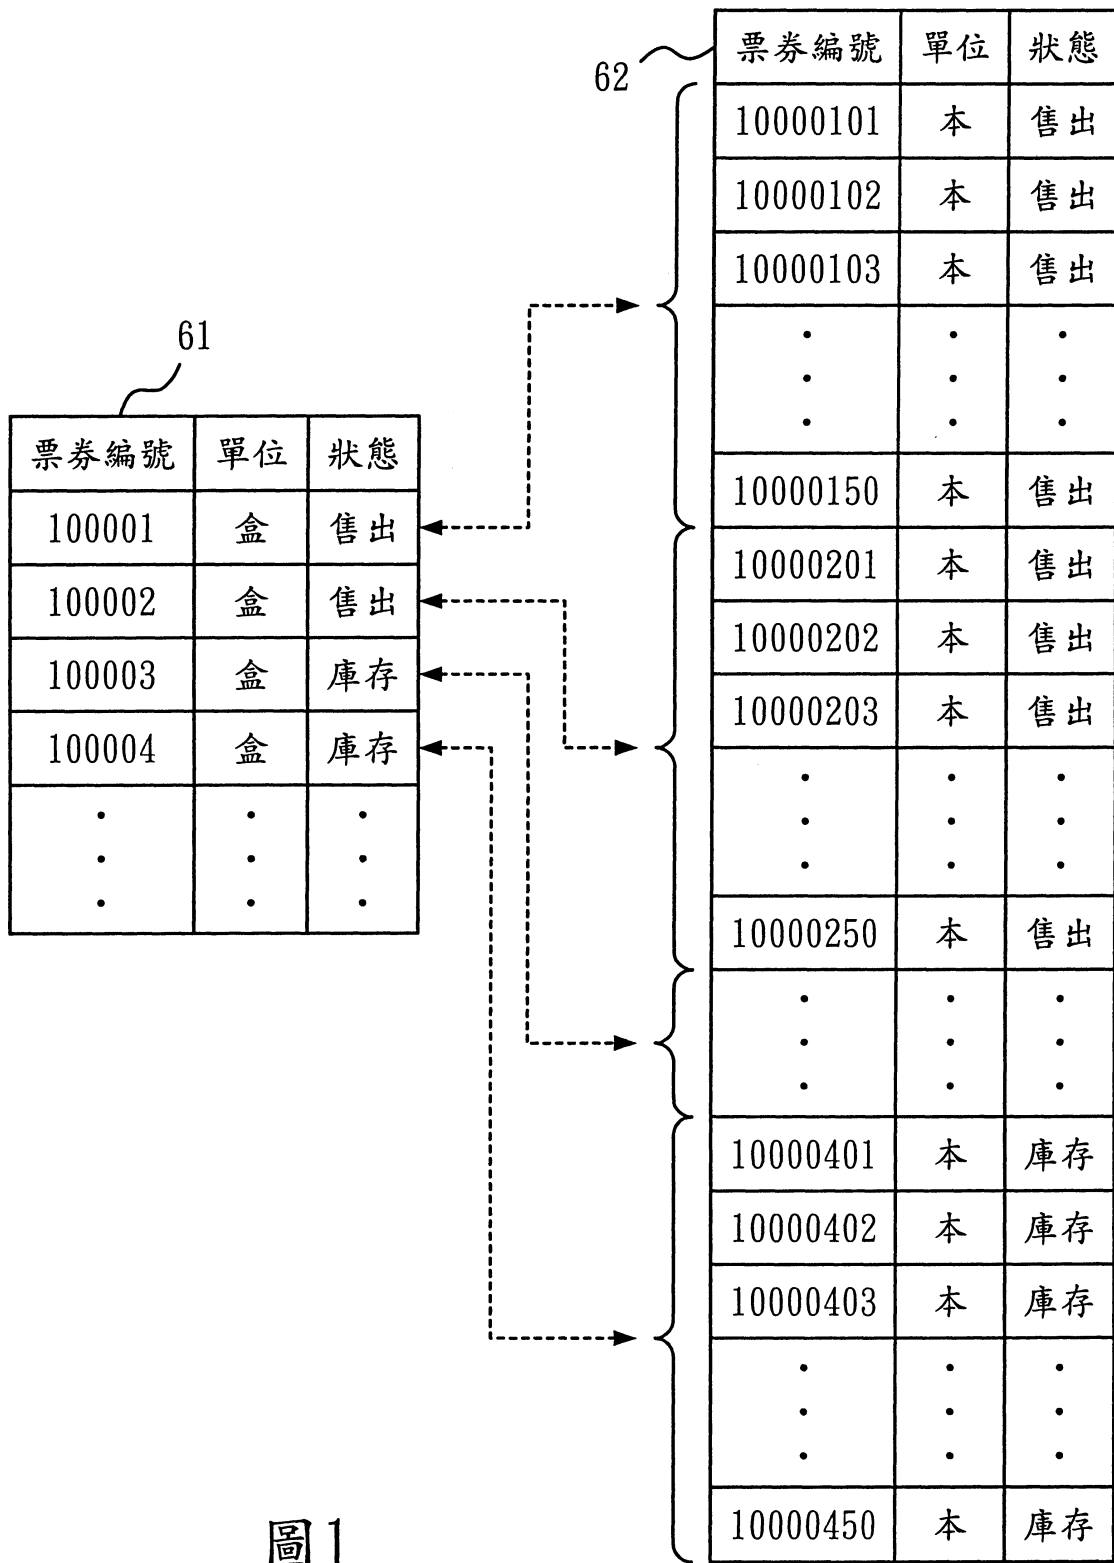 61
票券編號 單位 狀態
100001 盒 售出
100002 盒 售出
100003 盒 庫存
100004 盒 庫存
62
票券編號 單位 狀態
10000101 本 售出
10000102 本 售出
10000103 本 售出
10000150 本 售出
10000201 本 售出
10000202 本 售出
10000203 本 售出
10000250 本 售出
10000401 本 庫存
10000402 本 庫存
10000403 本 庫存
10000450 本 庫存
圖1